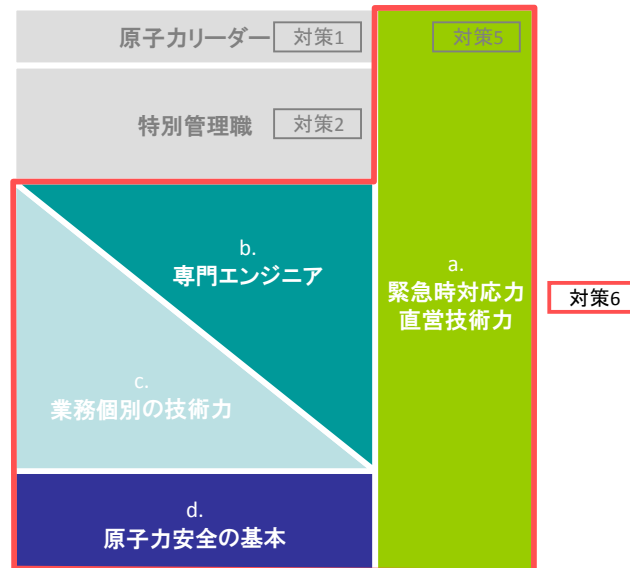 原子力リーダー 対策1
対策5
特別管理職 対策2
b.
専門エンジニア
a.
緊急時対応力
直営技術力
対策6
c.
業務個別の技術力
d.
原子力安全の基本